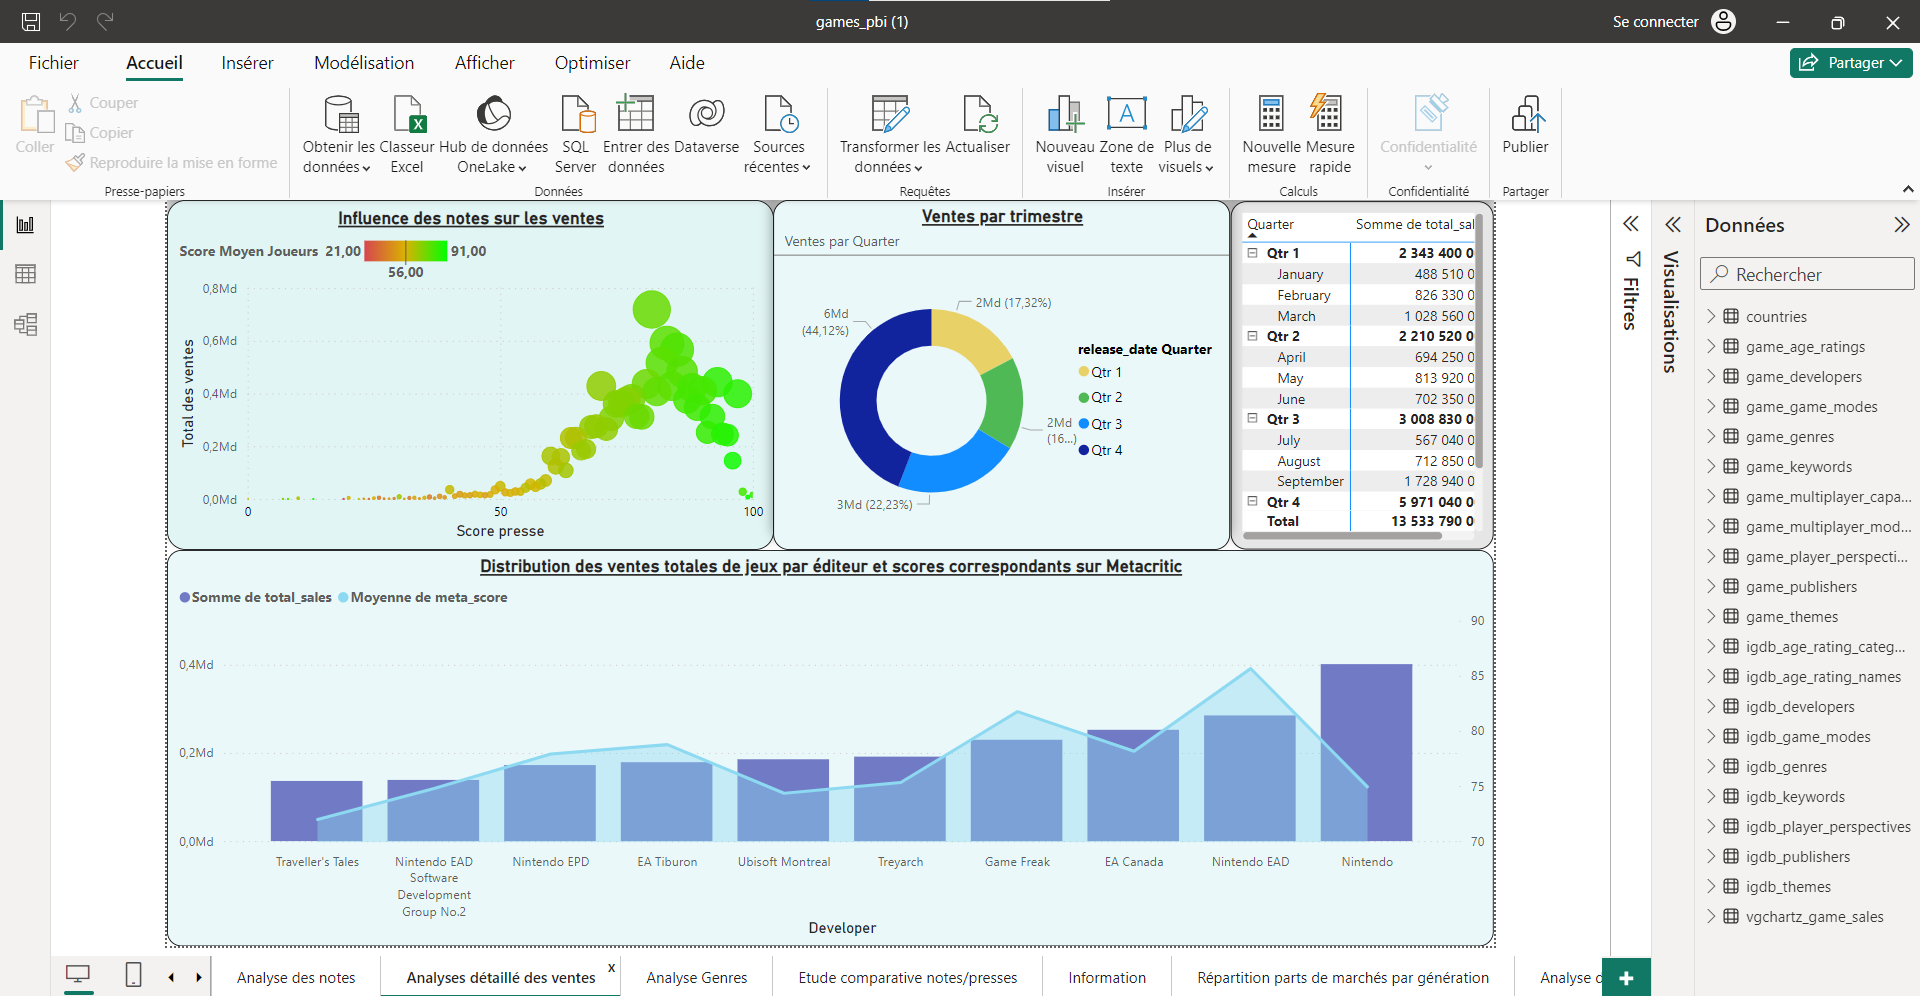 games_pbi (1)
Se connecter
Fichier
Accueil
Insérer
Modélisation
Afficher
Optimiser
Aide
Partager
Coller
Couper
Copier
Reproduire la mise en forme
Presse-papiers
Obtenir les
données
Classeur
Excel
Hub de données
OneLake
SQL
Server
Entrer des
données
Dataverse
Sources
récentes
Données
Transformer les
données
Actualiser
Requêtes
Nouveau
visuel
Zone de
texte
Plus de
visuels
Insérer
Nouvelle
mesure
Mesure
rapide
Calculs
Confidentialité
Confidentialité
Publier
Partager
Influence des notes sur les ventes
Score Moyen Joueurs 21,00
91,00
56,00
Total des ventes
0,8Md
0,6Md
0,4Md
0,2Md
0,0Md
0
50
100
Score presse
Ventes par trimestre
Ventes par Quarter
2Md (17,32%)
6Md
(44,12%)
2Md
(16...)
3Md (22,23%)
release_date Quarter
Qtr 1
Qtr 2
Qtr 3
Qtr 4
Quarter Somme de total_sal
Qtr 1 2 343 400 0
January 488 510 0
February 826 330 0
March 1 028 560 0
Qtr 2 2 210 520 0
April 694 250 0
May 813 920 0
June 702 350 0
Qtr 3 3 008 830 0
July 567 040 0
August 712 850 0
September 1 728 940 0
Qtr 4 5 971 040 0
Total 13 533 790 0
Distribution des ventes totales de jeux par éditeur et scores correspondants sur Metacritic
Somme de total_sales Moyenne de meta_score
0,4Md
0,2Md
0,0Md
90
85
80
75
70
Traveller's Tales
Nintendo EAD
Software
Development
Group No.2
Nintendo EPD
EA Tiburon
Ubisoft Montreal
Treyarch
Game Freak
EA Canada
Nintendo EAD
Nintendo
Developer
Filtres
Visualisations
Données
Rechercher
countries
game_age_ratings
game_developers
game_game_modes
game_genres
game_keywords
game_multiplayer_capa...
game_multiplayer_mod...
game_player_perspecti...
game_publishers
game_themes
igdb_age_rating_categ...
igdb_age_rating_names
igdb_developers
igdb_game_modes
igdb_genres
igdb_keywords
igdb_player_perspectives
igdb_publishers
igdb_themes
vgchartz_game_sales
Analyse des notes
Analyses détaillé des ventes x
Analyse Genres
Etude comparative notes/presses
Information
Répartition parts de marchés par génération
Analyse d